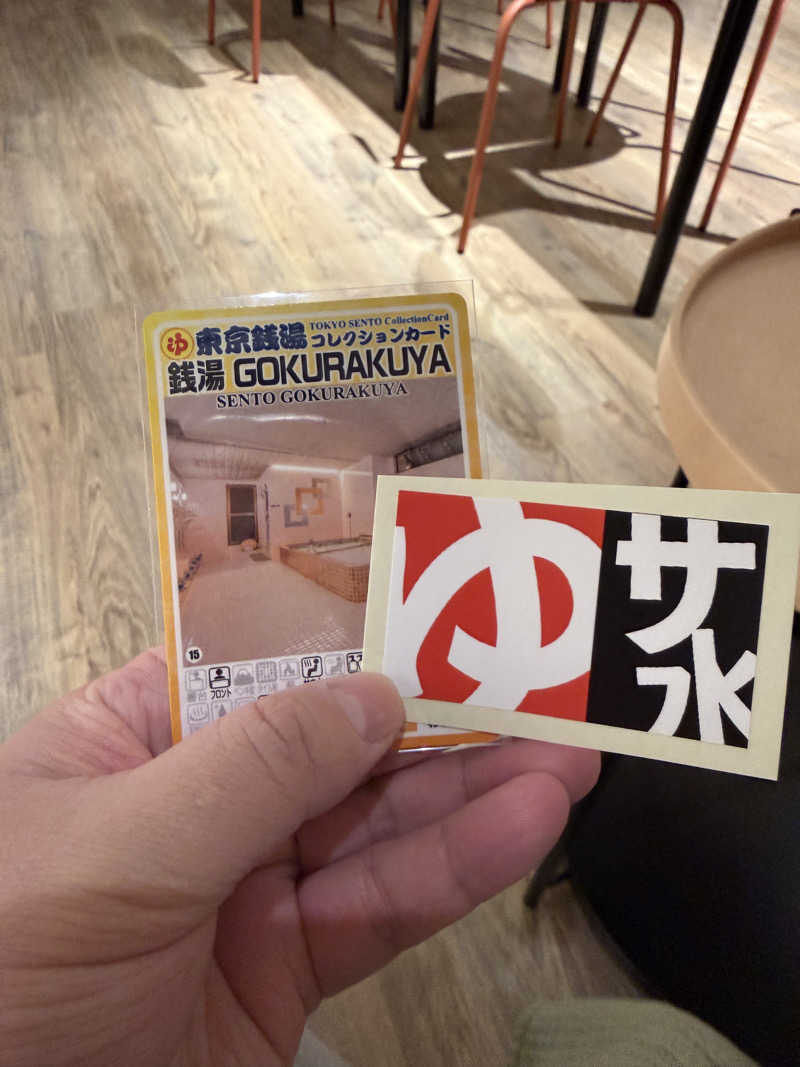 ゆ
東京銭湯
TOKYO SENTO CollectionCard
コレクションカード
銭湯 GOKURAKUYA
SENTO GOKURAKUYA
15
フロント
ゆ
サ
水